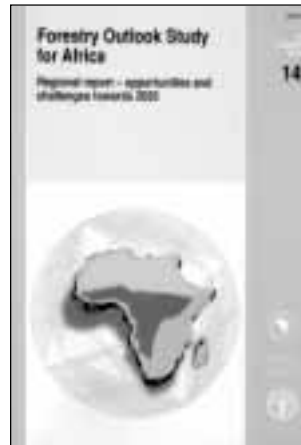 Forestry Outlook Study
for Africa
Regional report – opportunities and
challenges towards 2020
14